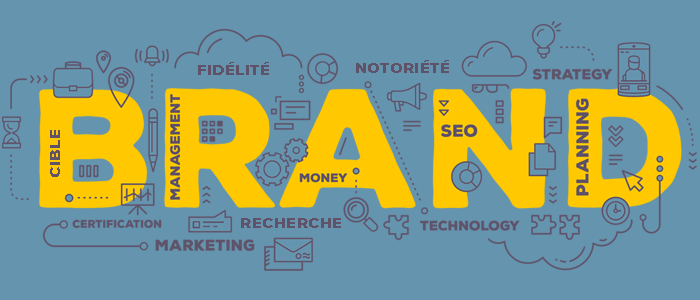 FIDÉLITÉ
NOTORIÉTÉ
STRATEGY
BRAND
CIBLE
MANAGEMENT
MONEY
SEO
PLANNING
CERTIFICATION
RECHERCHE
TECHNOLOGY
MARKETING